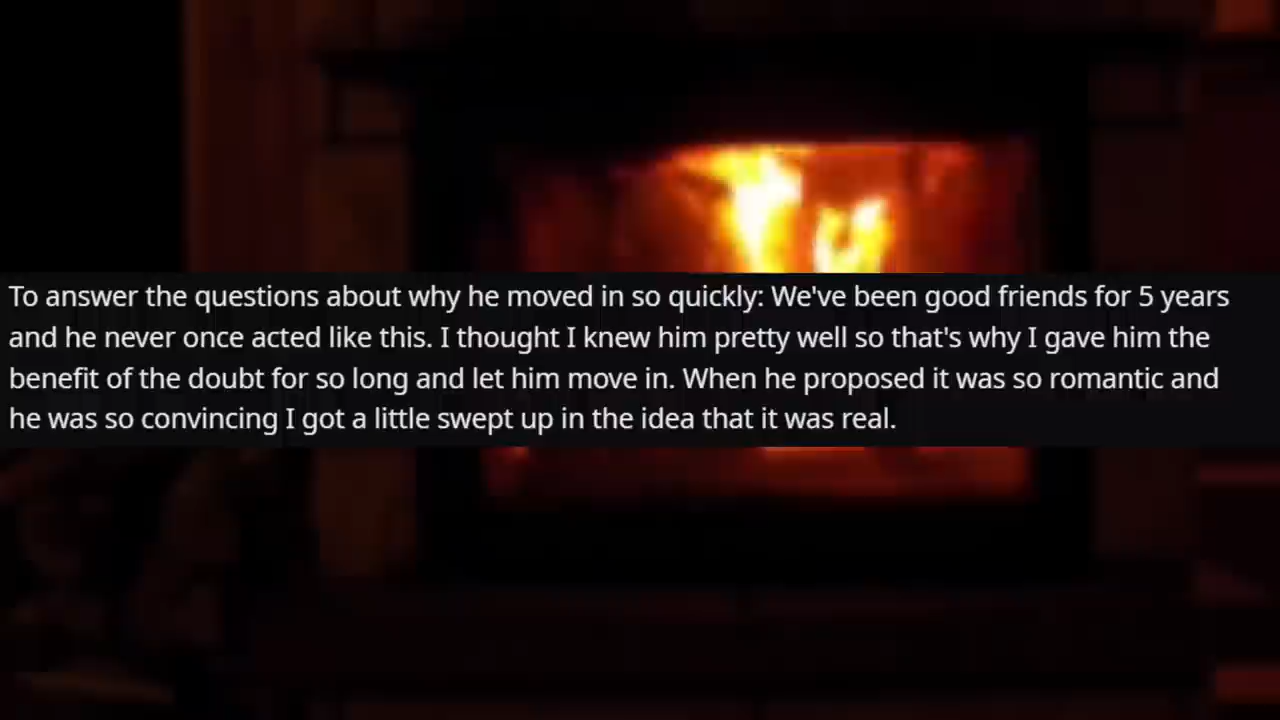 To answer the questions about why he moved in so quickly: We've been good friends for 5 years
and he never once acted like this. I thought I knew him pretty well so that's why I gave him the
benefit of the doubt for so long and let him move in. When he proposed it was so romantic and
he was so convincing I got a little swept up in the idea that it was real.